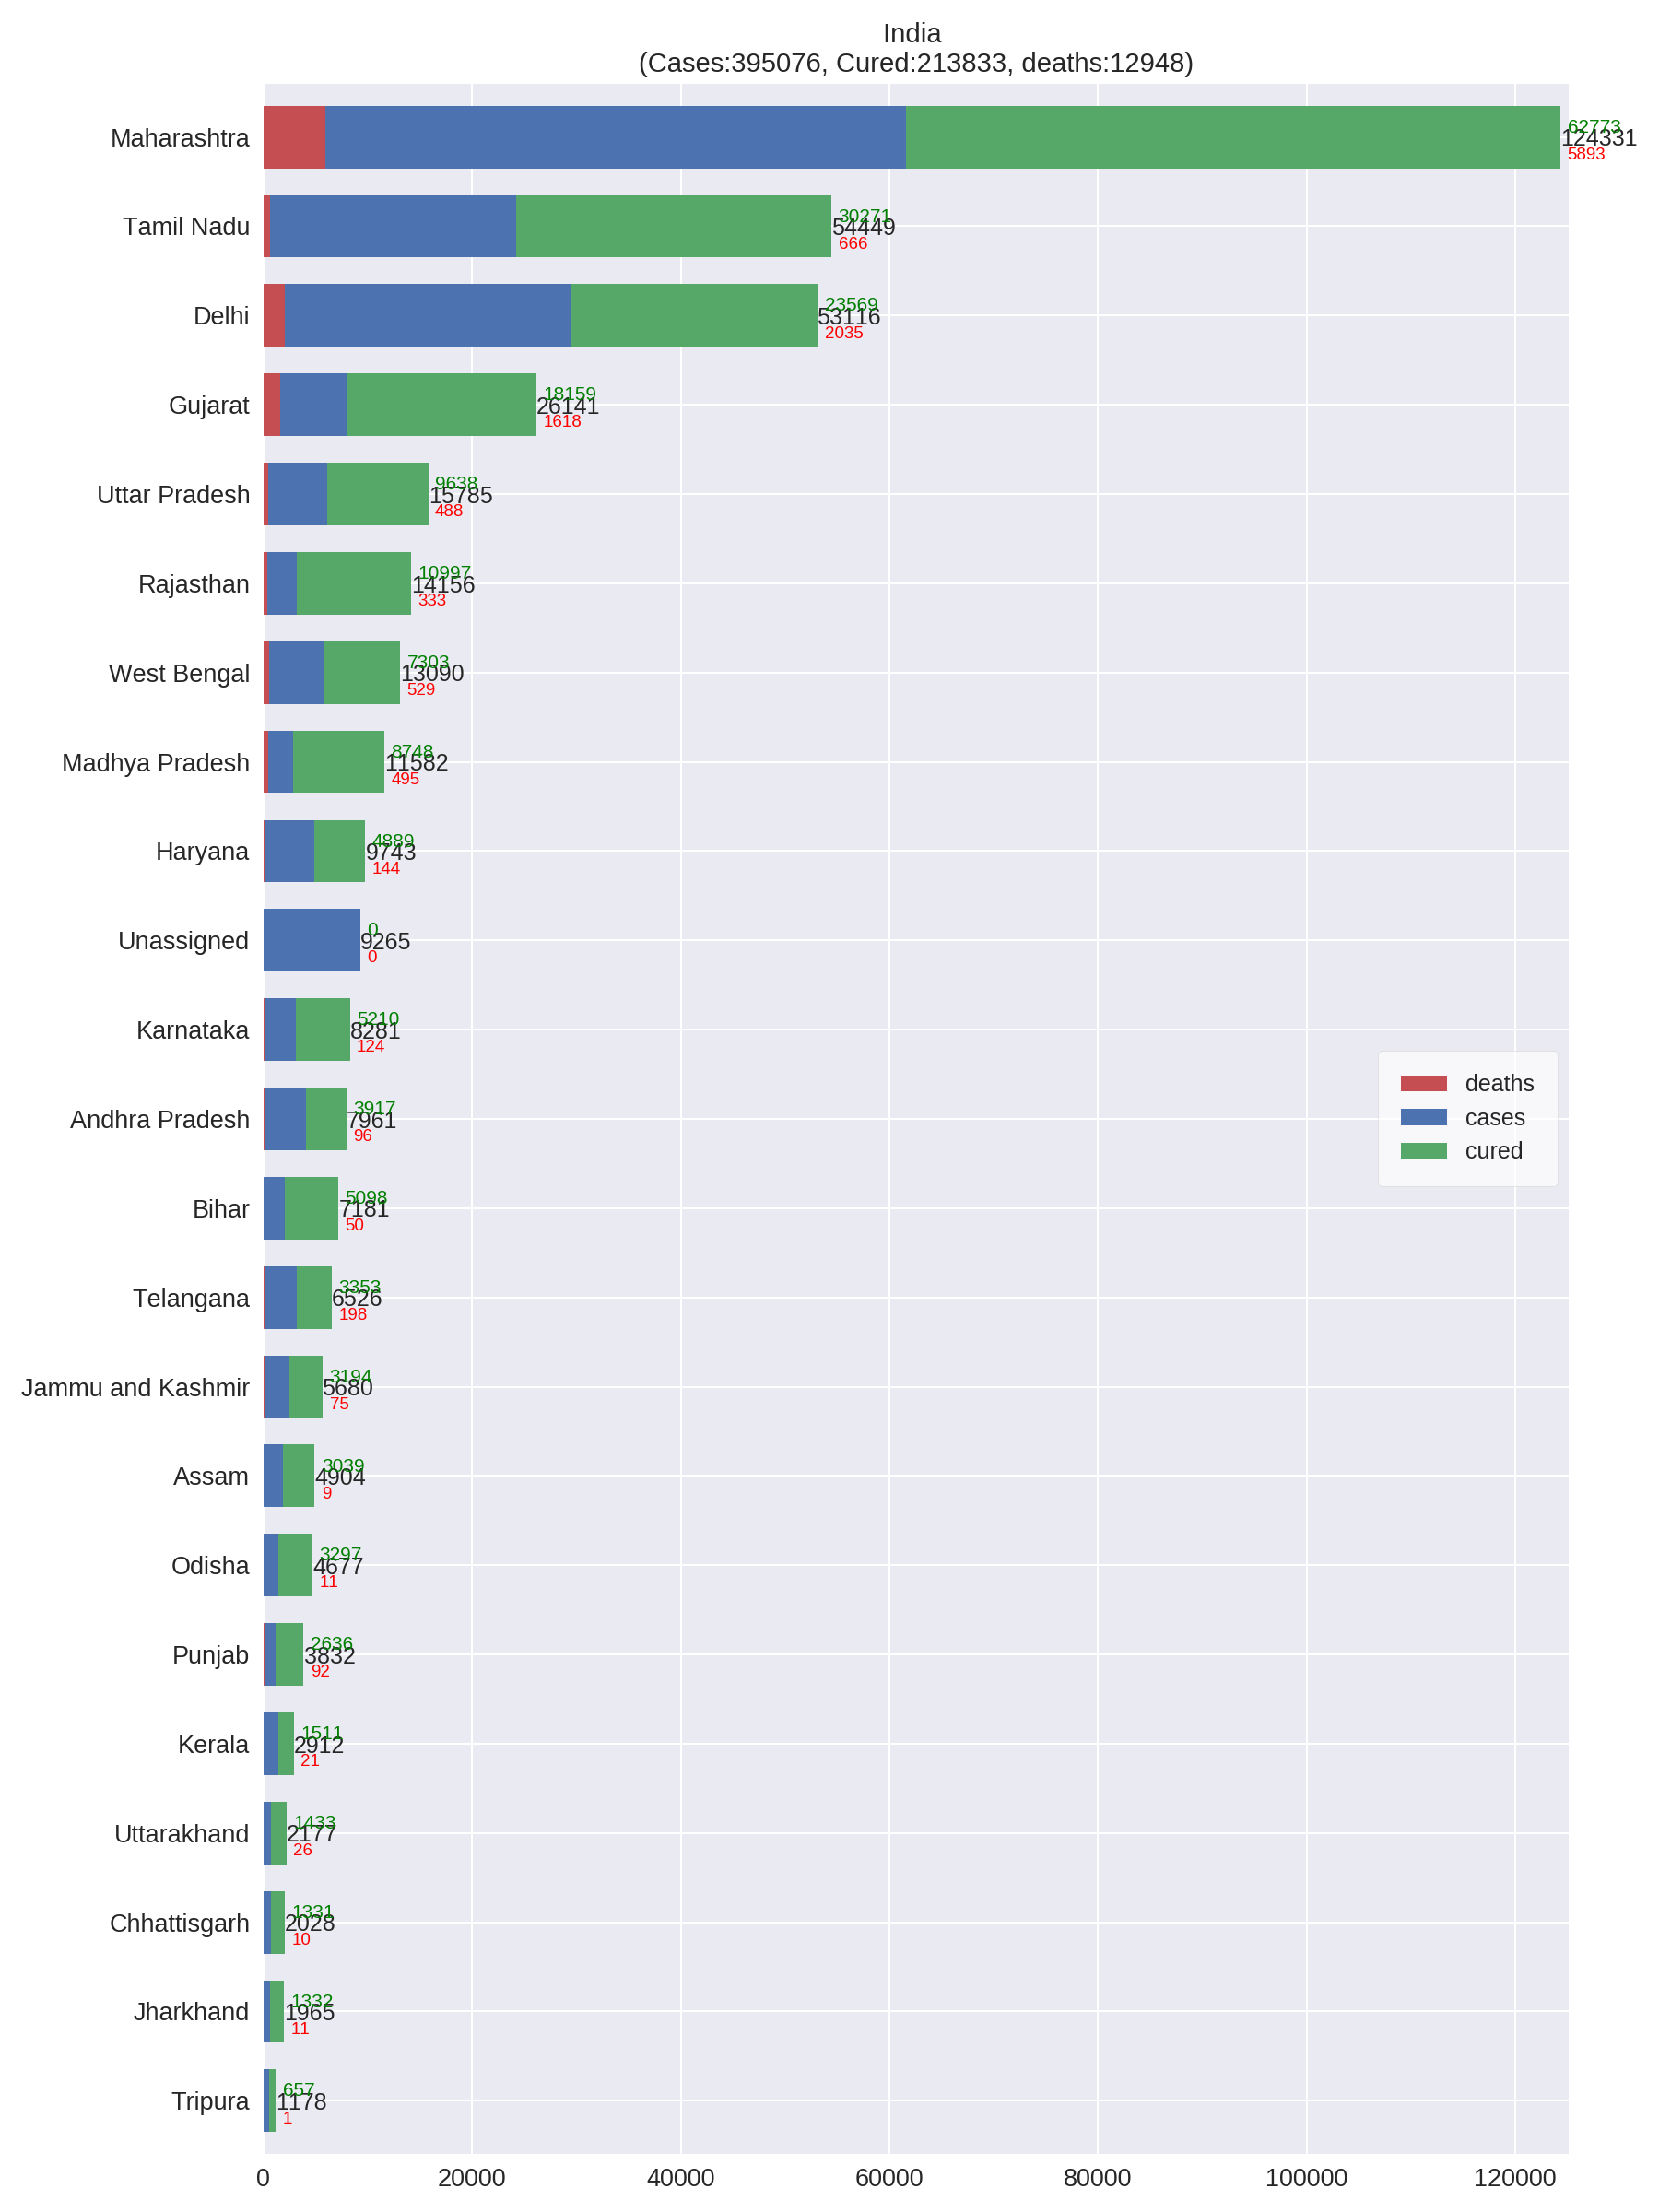 India
(Cases:395076, Cured:213833, deaths:12948)
Maharashtra
62773
124331
5893
Tamil Nadu
30271
54449
666
Delhi
23569
53116
2035
Gujarat
18159
26141
1618
Uttar Pradesh
9638
15785
488
Rajasthan
10997
14156
333
West Bengal
7303
13090
529
Madhya Pradesh
8748
11582
495
Haryana
4889
9743
144
Unassigned
0
9265
0
Karnataka
5210
8281
124
Andhra Pradesh
3917
7961
96
Bihar
5098
7181
50
Telangana
3353
6526
198
Jammu and Kashmir
3194
5680
75
Assam
3039
4904
9
Odisha
3297
4677
11
Punjab
2636
3832
92
Kerala
1511
2912
21
Uttarakhand
1433
2177
26
Chhattisgarh
1331
2028
10
Jharkhand
1332
1965
11
Tripura
657
1178
1
deaths
cases
cured
0 20000 40000 60000 80000 100000 120000